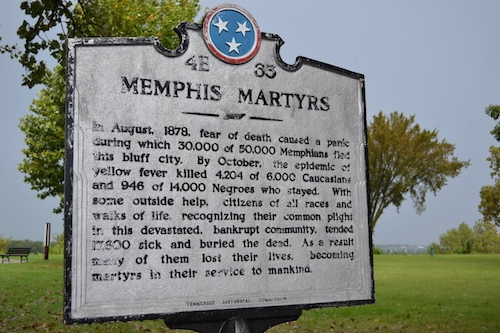 4E 33
MEMPHIS MARTYRS
In August, 1878, fear of death caused a panic
during which 30,000 of 50,000 Memphians fled
this bluff city. By October, the epidemic of
yellow fever killed 4,204 of 6,000 Caucasians
and 946 of 14,000 Negroes who stayed. With
some outside help, citizens of all races and
walks of life, recognizing their common plight
in this devastated, bankrupt community, tended
17,600 sick and buried the dead. As a result
many of them lost their lives, becoming
martyrs in their service to mankind.
TENNESSEE HISTORICAL COMMISSION